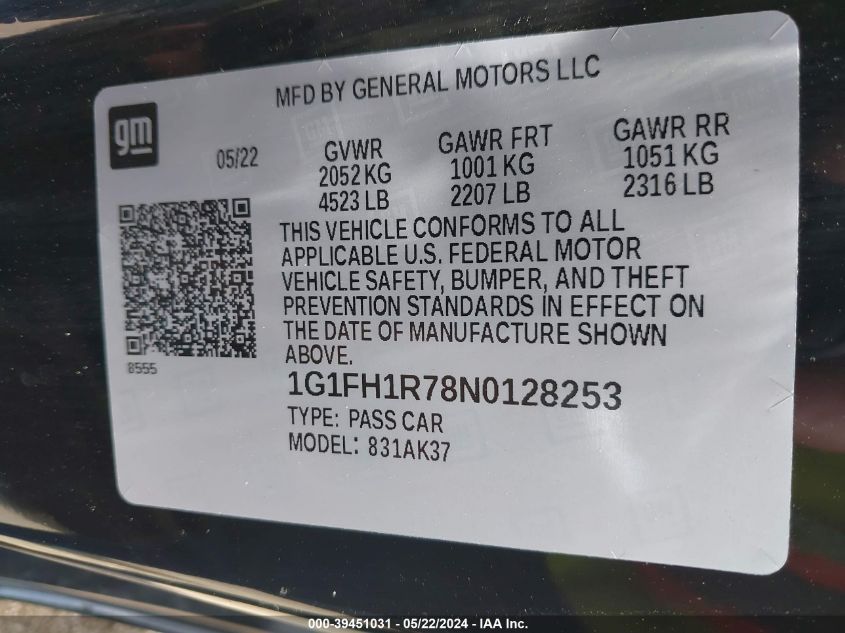 MFD BY GENERAL MOTORS LLC
gm
05/22
GVWR
2052 KG
4523 LB
GAWR FRT
1001 KG
2207 LB
GAWR RR
1051 KG
2316 LB
THIS VEHICLE CONFORMS TO ALL
APPLICABLE U.S. FEDERAL MOTOR
VEHICLE SAFETY, BUMPER, AND THEFT
PREVENTION STANDARDS IN EFFECT ON
THE DATE OF MANUFACTURE SHOWN
ABOVE.
8555
1G1FH1R78N0128253
TYPE: PASS CAR
MODEL: 831AK37
000-39451031 - 05/22/2024 - IAA Inc.